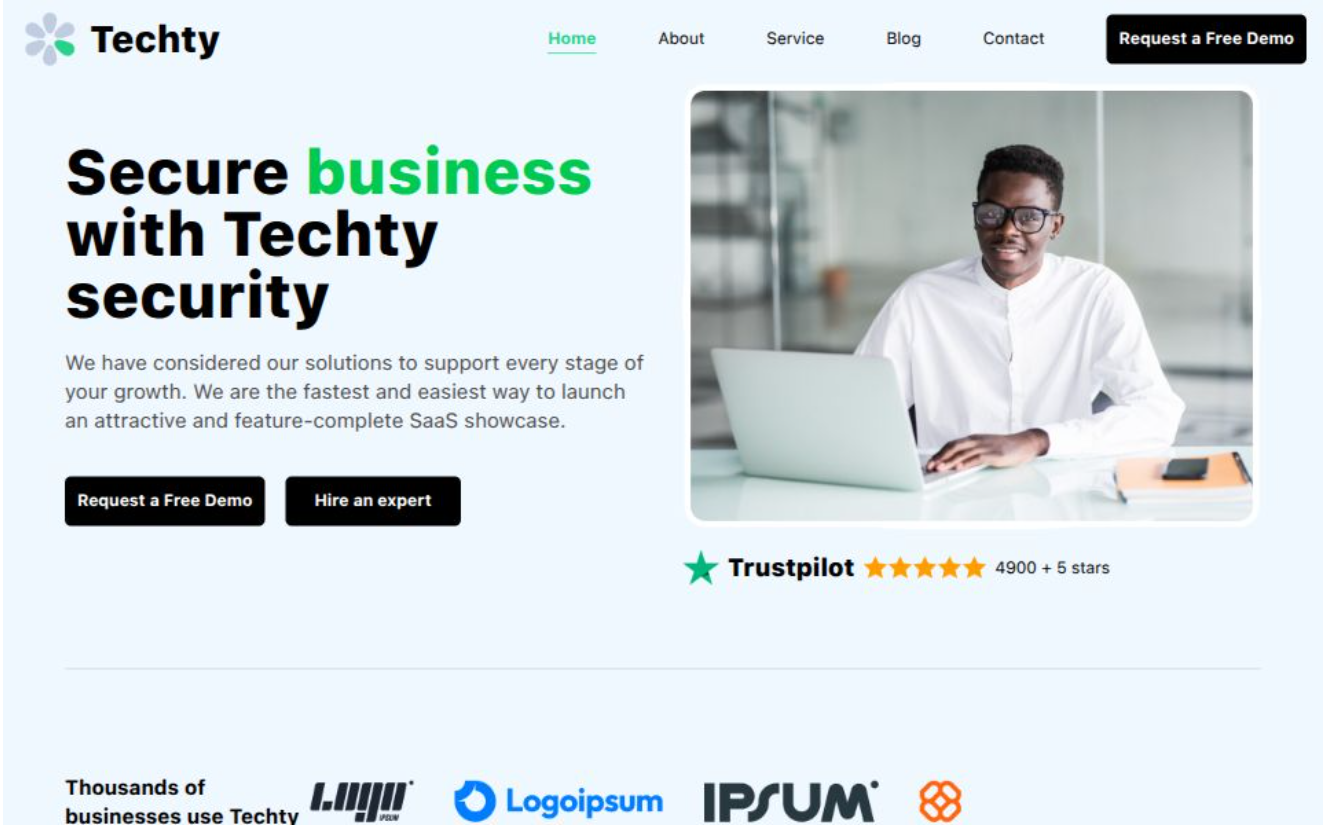 Techty
Home About Service Blog Contact Request a Free Demo
Secure business
with Techty
security
We have considered our solutions to support every stage of
your growth. We are the fastest and easiest way to launch
an attractive and feature-complete SaaS showcase.
Request a Free Demo Hire an expert
Trustpilot 4900 + 5 stars
Thousands of
businesses use Techty
IPSUM
Logoipsum
IPSUM